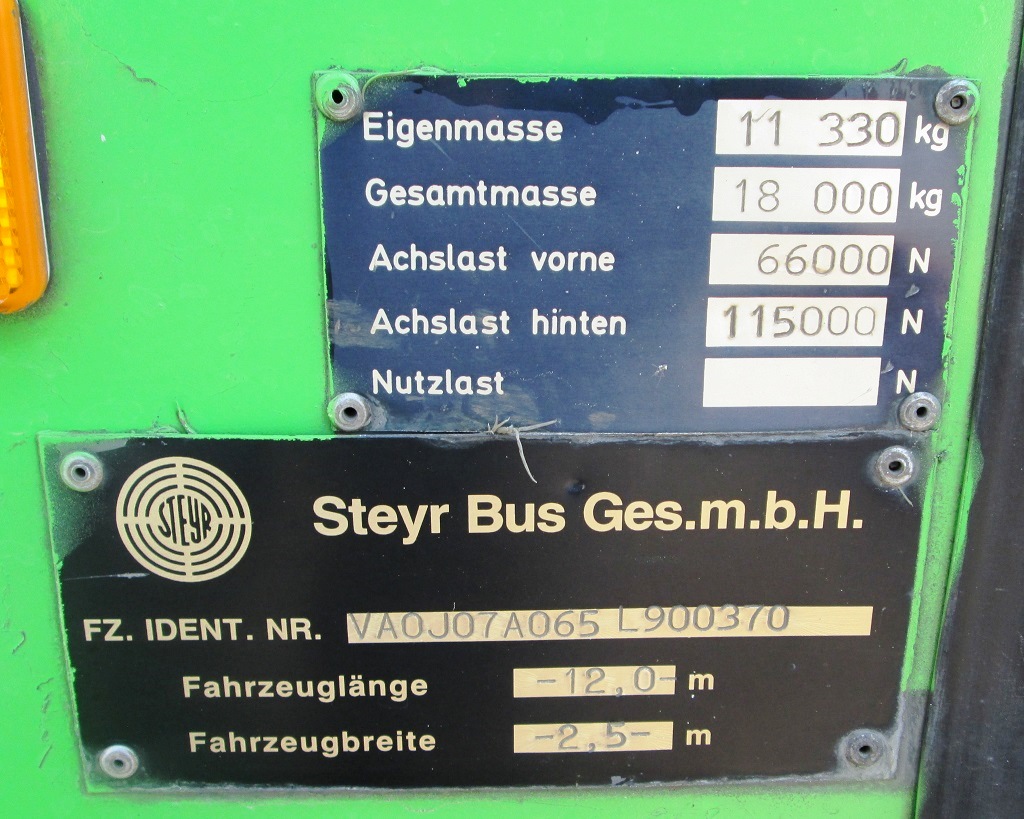 Eigenmasse 11 330 kg
Gesamtmasse 18 000 kg
Achslast vorne 66000 N
Achslast hinten 115000 N
Nutzlast N
STEYR
Steyr Bus Ges.m.b.H.
FZ. IDENT. NR. VA0J07A065 L900370
Fahrzeuglänge -12,0- m
Fahrzeugbreite -2,5- m